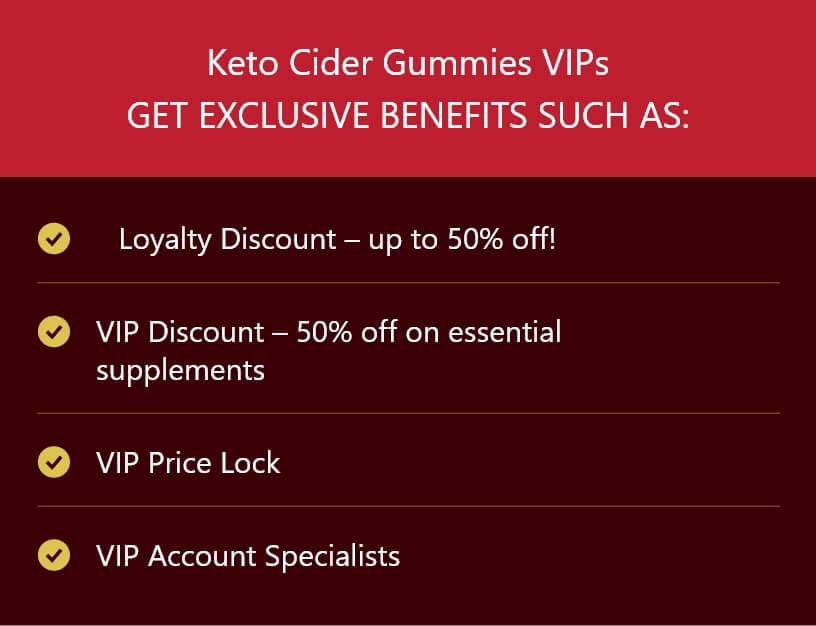 Keto Cider Gummies VIPs
GET EXCLUSIVE BENEFITS SUCH AS:
Loyalty Discount – up to 50% off!
VIP Discount – 50% off on essential
supplements
VIP Price Lock
VIP Account Specialists